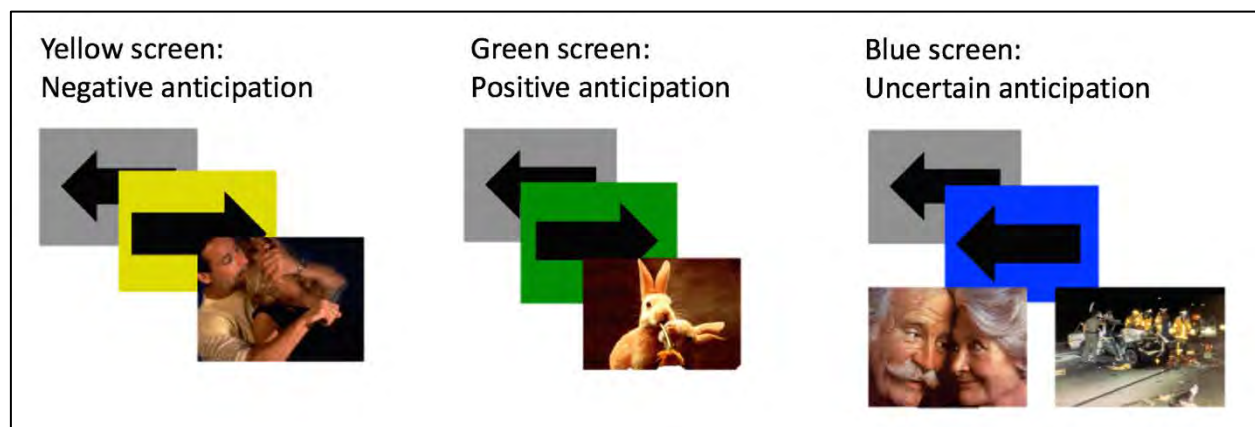 Yellow screen:
Negative anticipation
Green screen:
Positive anticipation
Blue screen:
Uncertain anticipation